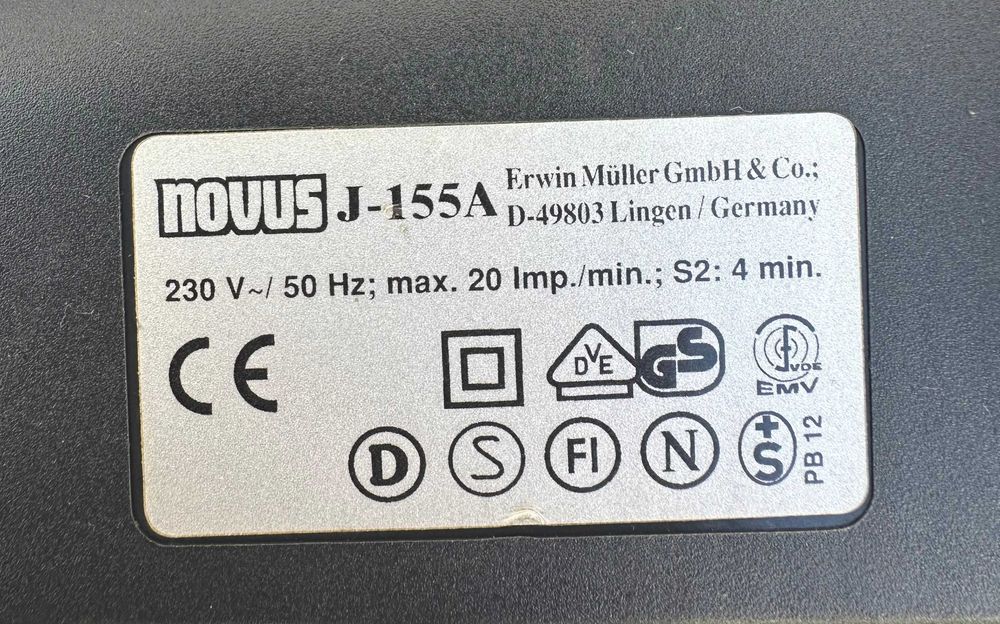 novus J-155A Erwin Müller GmbH & Co.;
D-49803 Lingen / Germany
230 V~/ 50 Hz; max. 20 Imp./min.; S2: 4 min.
CE DVE GS VDE
EMV
D S FI N +S PB 12